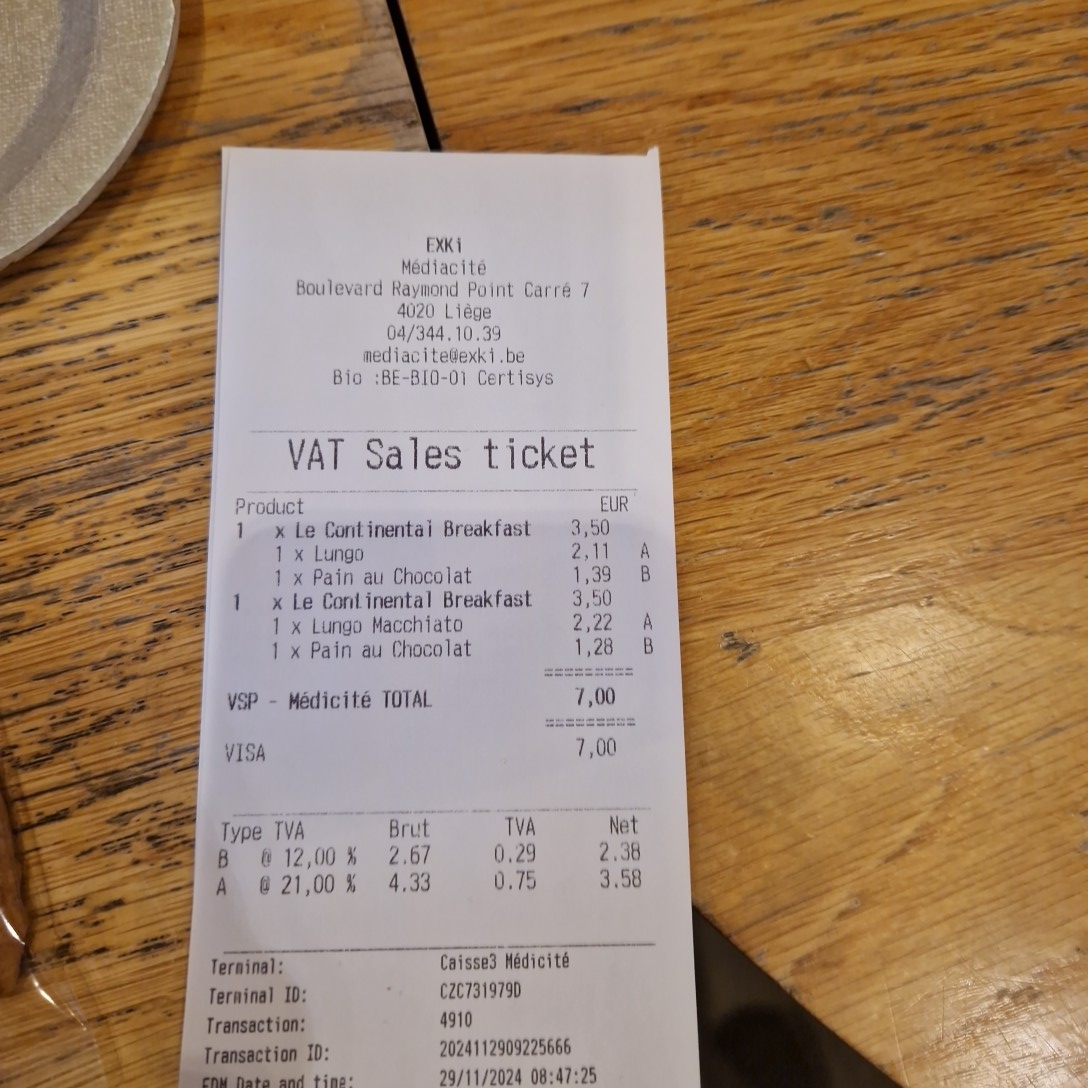 EXKi
Médiacité
Boulevard Raymond Point Carré 7
4020 Liège
04/344.10.39
mediacite@exki.be
Bio :BE-BIO-01 Certisys
VAT Sales ticket
Product EUR
1 x Le Continental Breakfast 3,50
1 x Lungo 2,11 A
1 x Pain au Chocolat 1,39 B
1 x Le Continental Breakfast 3,50
1 x Lungo Macchiato 2,22 A
1 x Pain au Chocolat 1,28 B
=========
VSP - Médicité TOTAL 7,00
=========
VISA 7,00
Type TVA Brut TVA Net
B @ 12,00 % 2.67 0.29 2.38
A @ 21,00 % 4.33 0.75 3.58
Terminal: Caisse3 Médicité
Terminal ID: CZC731979D
Transaction: 4910
Transaction ID: 2024112909225666
FDM Date and time: 29/11/2024 08:47:25